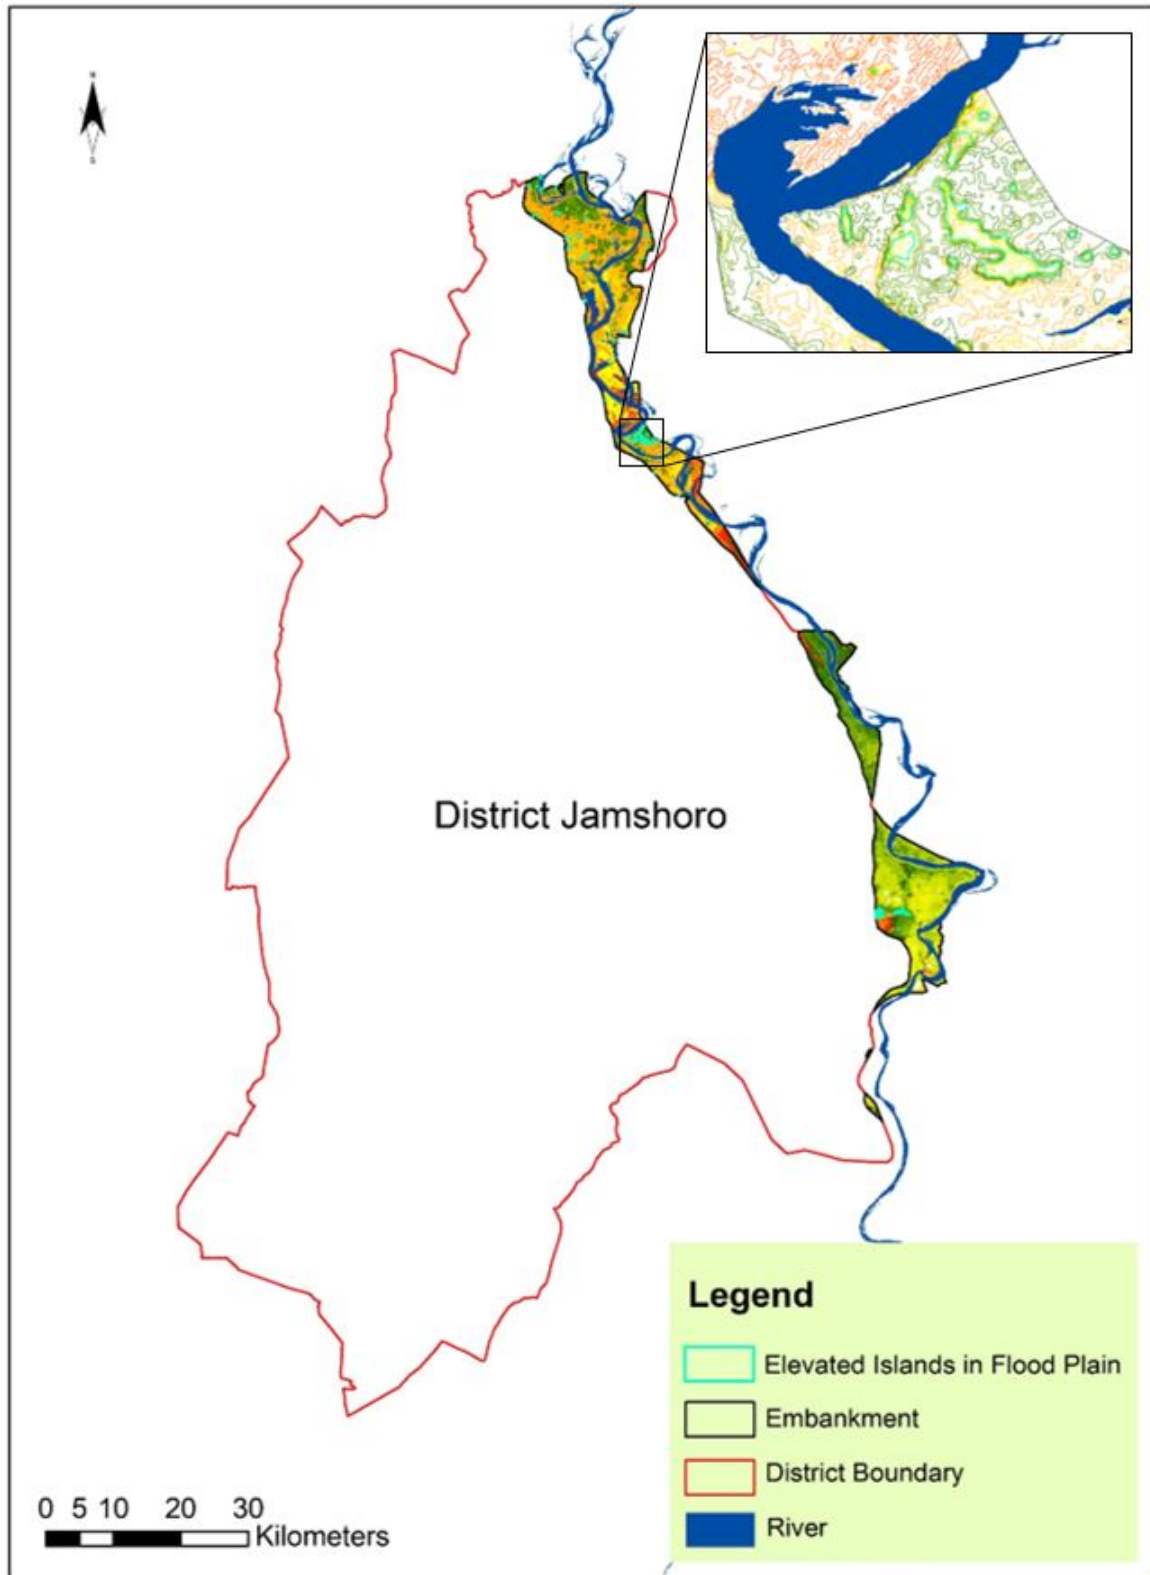 N
S
District Jamshoro
Legend
Elevated Islands in Flood Plain
Embankment
District Boundary
River
0 5 10 20 30
Kilometers